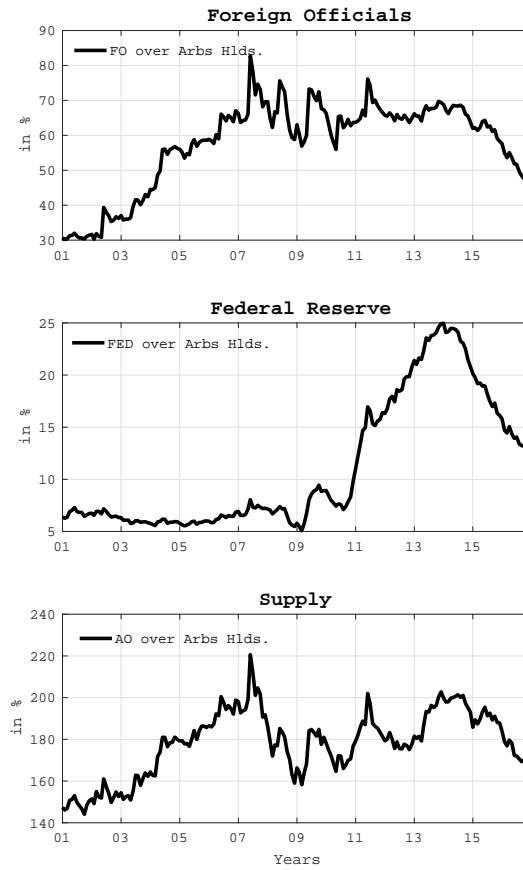 Foreign Officials
90
FO over Arbs Hlds.
80
70
60
50
40
30
in %
01 03 05 07 09 11 13 15
Federal Reserve
25
FED over Arbs Hlds.
20
15
10
5
in %
01 03 05 07 09 11 13 15
Supply
240
AO over Arbs Hlds.
220
200
180
160
140
in %
01 03 05 07 09 11 13 15
Years